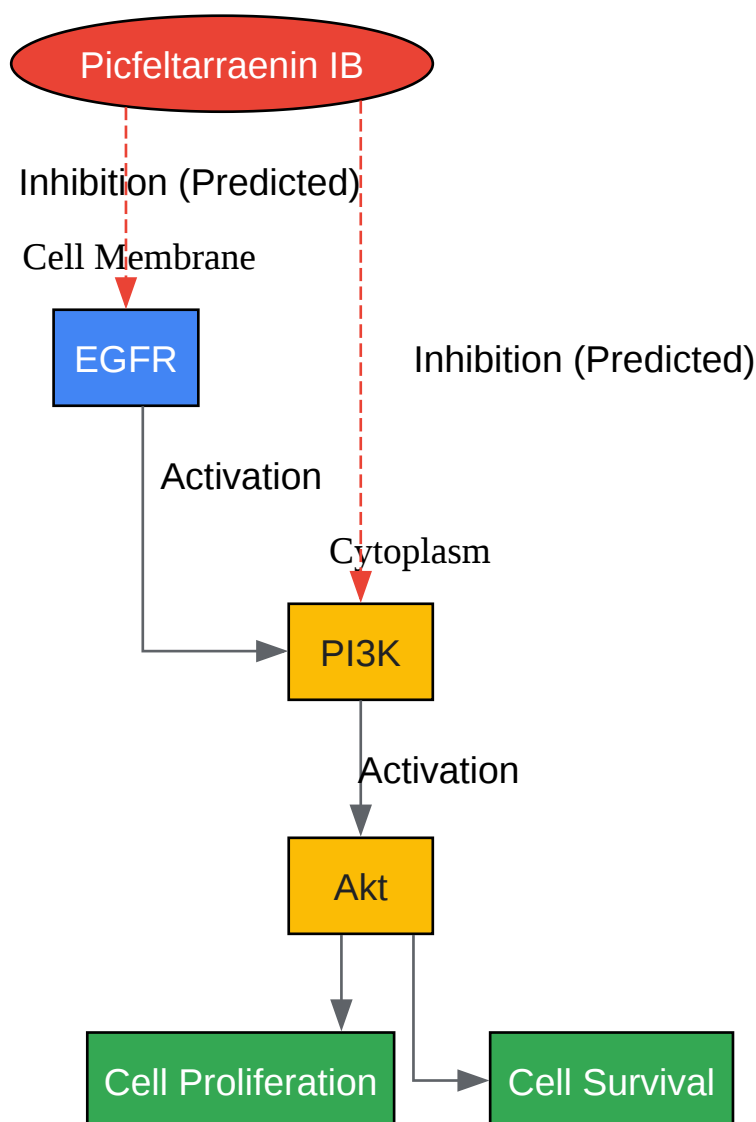 Picfeltarraenin IB
Inhibition (Predicted)
Cell Membrane
EGFR
Inhibition (Predicted)
Activation
Cytoplasm
PI3K
Activation
Akt
Cell Proliferation
Cell Survival